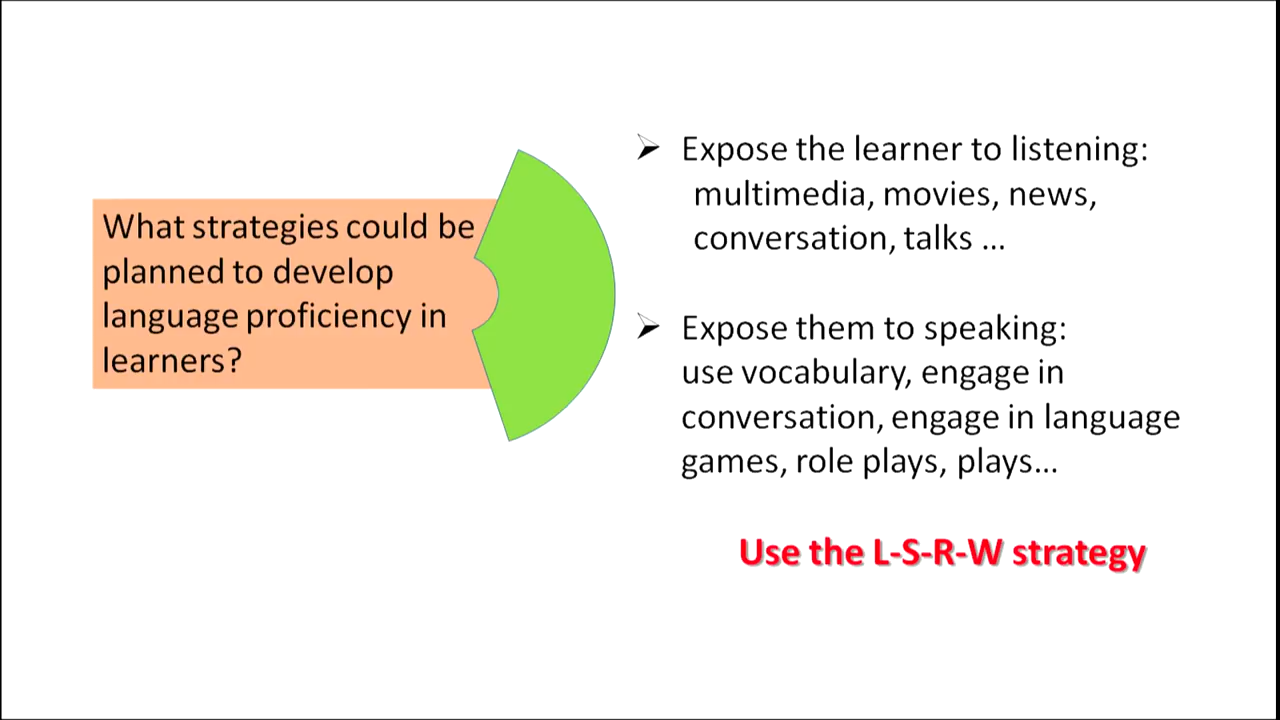 What strategies could be
planned to develop
language proficiency in
learners?
➢ Expose the learner to listening:
multimedia, movies, news,
conversation, talks ...
➢ Expose them to speaking:
use vocabulary, engage in
conversation, engage in language
games, role plays, plays...
Use the L-S-R-W strategy